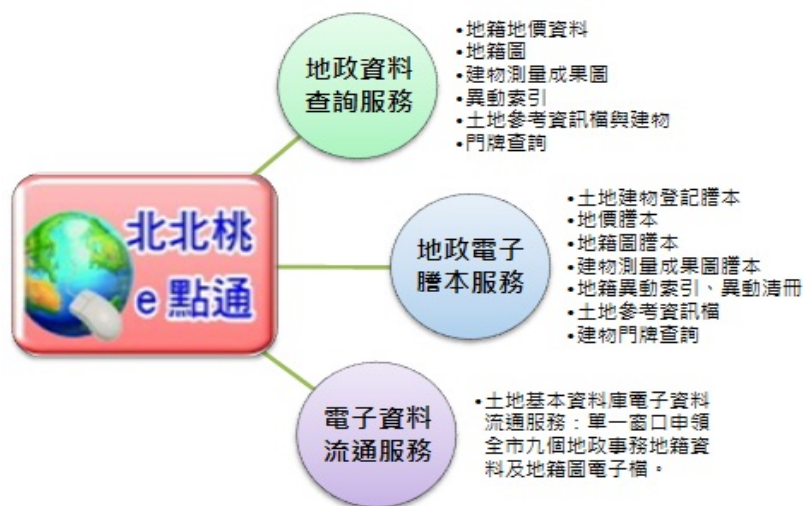 地政資料
查詢服務
•地籍地價資料
•地籍圖
•建物測量成果圖
•異動索引
•土地參考資訊檔與建物
•門牌查詢
北北桃
e 點通
地政電子
謄本服務
•土地建物登記謄本
•地價謄本
•地籍圖謄本
•建物測量成果圖謄本
•地籍異動索引、異動清冊
•土地參考資訊檔
•建物門牌查詢
電子資料
流通服務
•土地基本資料庫電子資料
流通服務：單一窗口申領
全市九個地政事務地籍資
料及地籍圖電子檔。